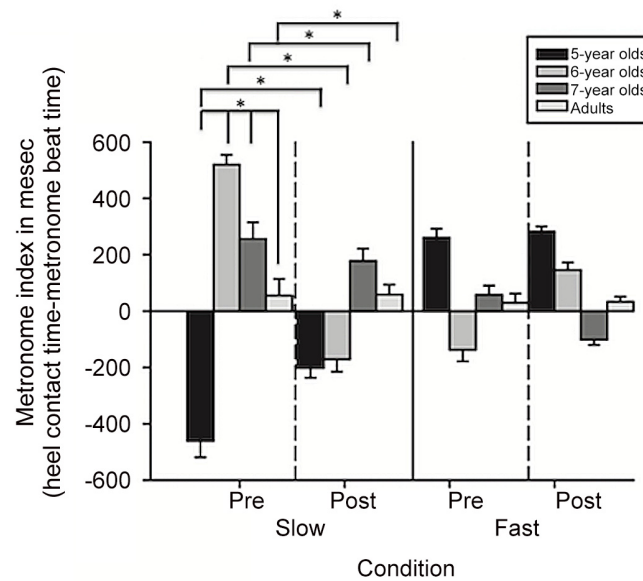 * 
*
*
*
*
5-year olds
6-year olds
7-year olds
Adults
Metronome index in mesec
(heel contact time-metronome beat time)
600
400
200
0
-200
-400
-600
Pre Post Pre Post
Slow Fast
Condition